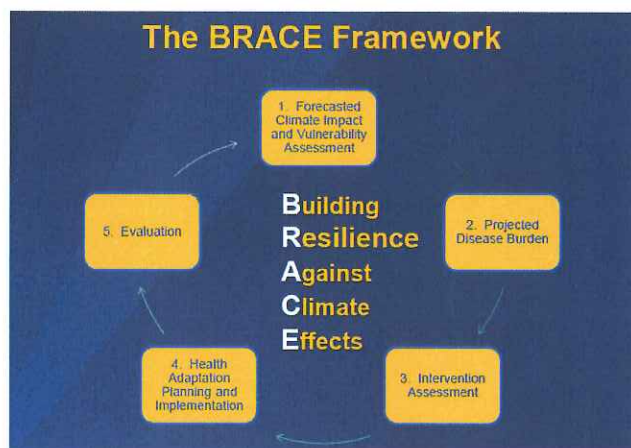 The BRACE Framework
1. Forecasted
Climate Impact
and Vulnerability
Assessment
2. Projected
Disease Burden
3. Intervention
Assessment
4. Health
Adaptation
Planning and
Implementation
5. Evaluation
Building
Resilience
Against
Climate
Effects